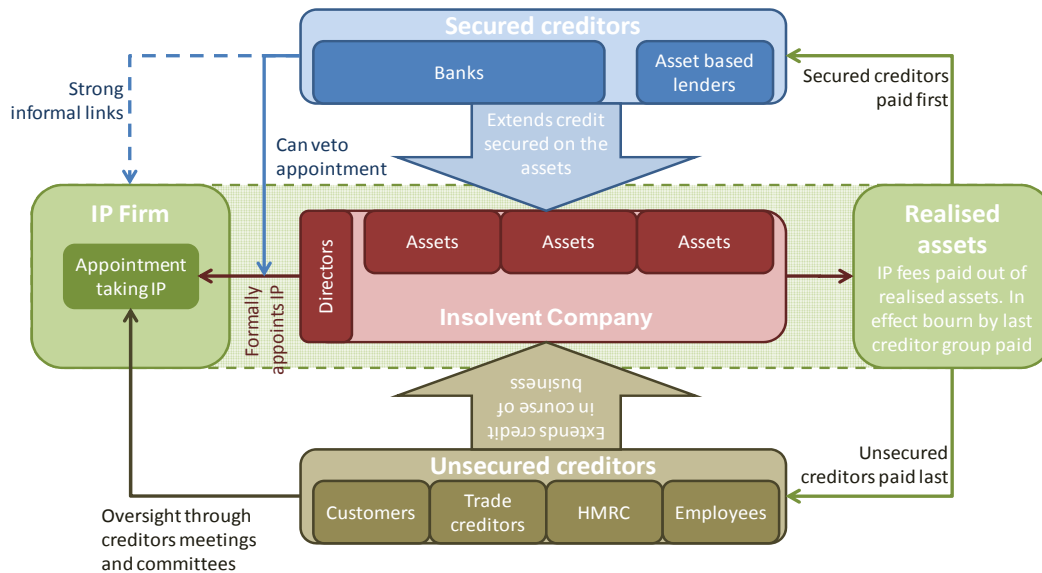 Secured creditors
Banks
Asset based
lenders
Strong
informal links
Secured creditors
paid first
Extends credit
secured on the
assets
Can veto
appointment
IP Firm
Appointment
taking IP
Formally
appoints IP
Directors
Assets
Assets
Assets
Insolvent Company
Realised
assets
IP fees paid out of
realised assets. In
effect bourn by last
creditor group paid
Extends credit
in course of
business
Unsecured creditors
Customers
Trade
creditors
HMRC
Employees
Unsecured
creditors paid last
Oversight through
creditors meetings
and committees